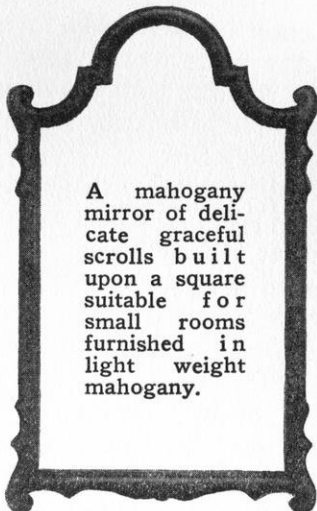 A mahogany
mirror of deli-
cate graceful
scrolls built
upon a square
suitable for
small rooms
furnished in
light weight
mahogany.